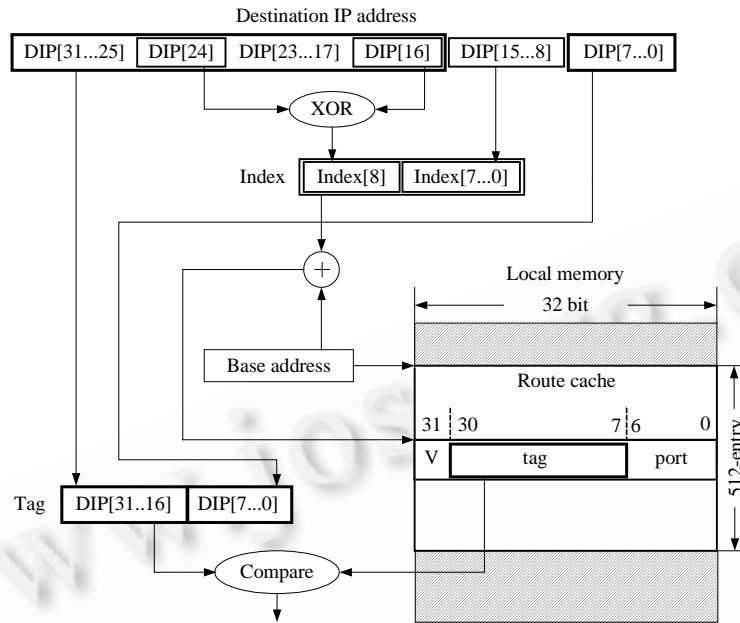 Destination IP address
DIP[31...25] DIP[24] DIP[23...17] DIP[16] DIP[15...8] DIP[7...0]
XOR
Index Index[8] Index[7...0]
+
Local memory
32 bit
Base address
Route cache
31 30 7 6 0
V tag port
512-entry
Tag DIP[31..16] DIP[7...0]
Compare